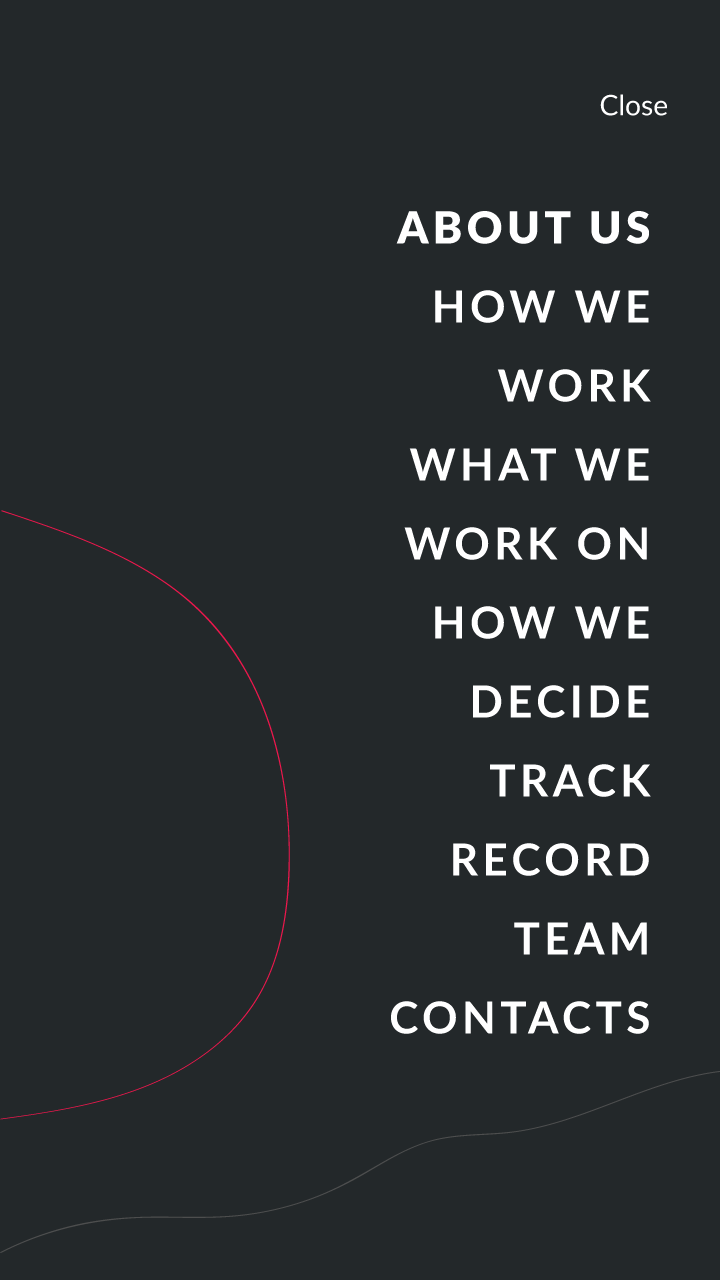 Close
ABOUT US
HOW WE
WORK
WHAT WE
WORK ON
HOW WE
DECIDE
TRACK
RECORD
TEAM
CONTACTS